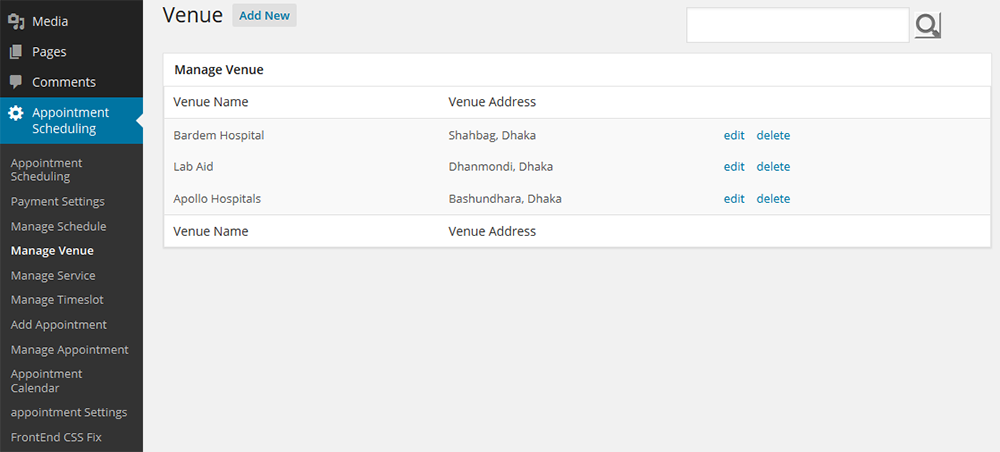 Media
Pages
Comments
Appointment
Scheduling
Appointment
Scheduling
Payment Settings
Manage Schedule
Manage Venue
Manage Service
Manage Timeslot
Add Appointment
Manage Appointment
Appointment
Calendar
appointment Settings
FrontEnd CSS Fix
Venue Add New
Manage Venue
Venue Name Venue Address
Bardem Hospital Shahbag, Dhaka edit delete
Lab Aid Dhanmondi, Dhaka edit delete
Apollo Hospitals Bashundhara, Dhaka edit delete
Venue Name Venue Address